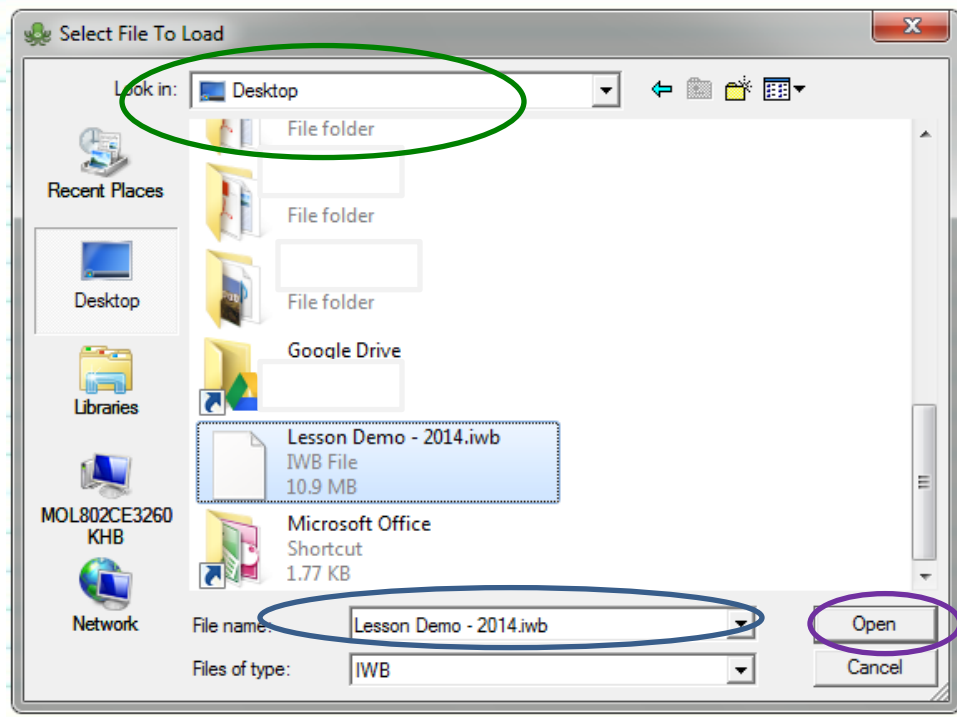 Select File To Load
Look in: Desktop
File folder
Recent Places
File folder
Desktop
File folder
Google Drive
Libraries
Lesson Demo - 2014.iwb
IWB File
10.9 MB
MOL802CE3260
KHB
Microsoft Office
Shortcut
1.77 KB
Network
File name: Lesson Demo - 2014.iwb Open
Files of type: IWB Cancel